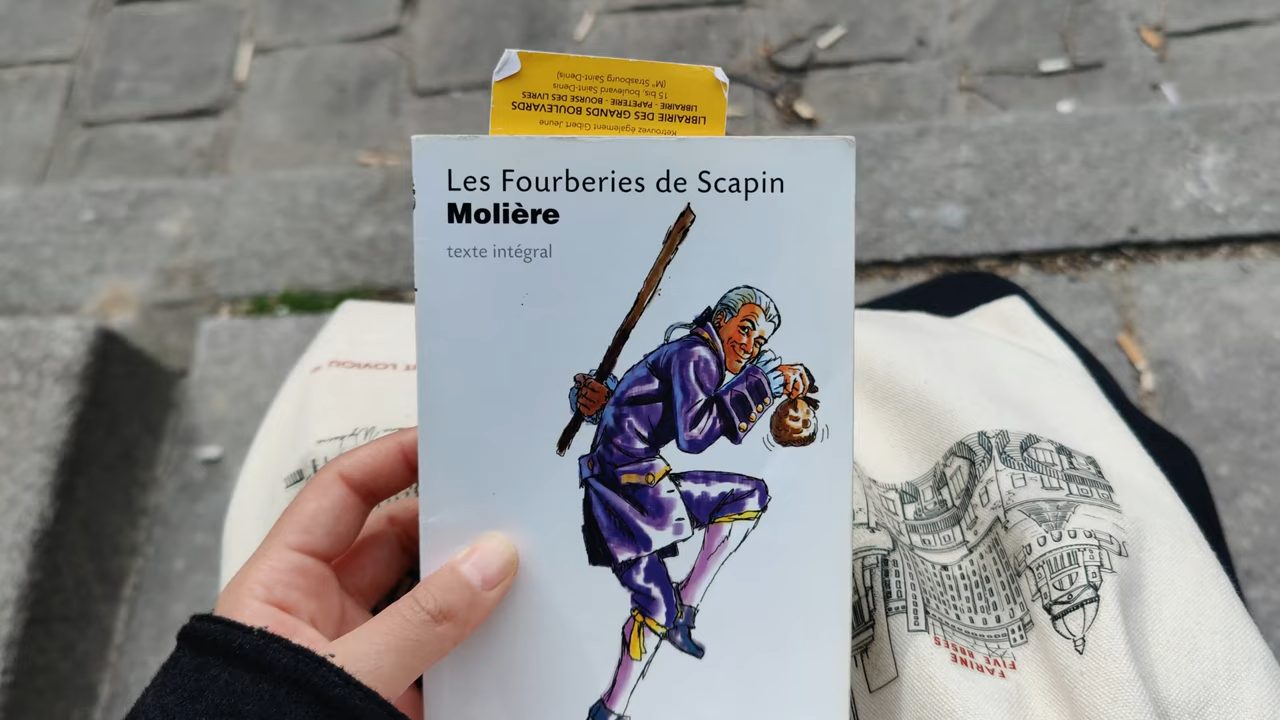 Retrouvez également Gibert Jeune
LIBRAIRIE DES GRANDS BOULEVARDS
LIBRAIRIE - PAPETERIE - BOURSE DES LIVRES
15 bis, boulevard Saint-Denis
(M° Strasbourg Saint-Denis)
Les Fourberies de Scapin
Molière
texte intégral
FARINE
FIVE ROSES